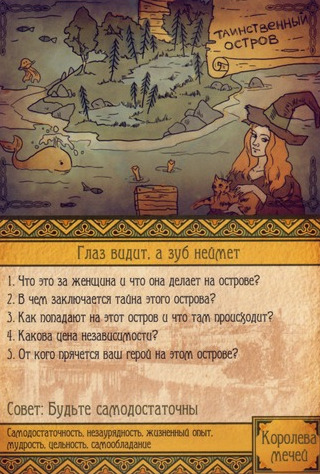 ТАИНСТВЕННЫЙ
ОСТРОВ
Глаз видит, а зуб неймет
1. Что это за женщина и что она делает на острове?
2. В чем заключается тайна этого острова?
3. Как попадают на этот остров и что там происходит?
4. Какова цена независимости?
5. От кого прячется ваш герой на этом острове?
Совет: Будьте самодостаточны
Самодостаточность, незаурядность, жизненный опыт,
мудрость, цельность, самообладание
Королева
мечей